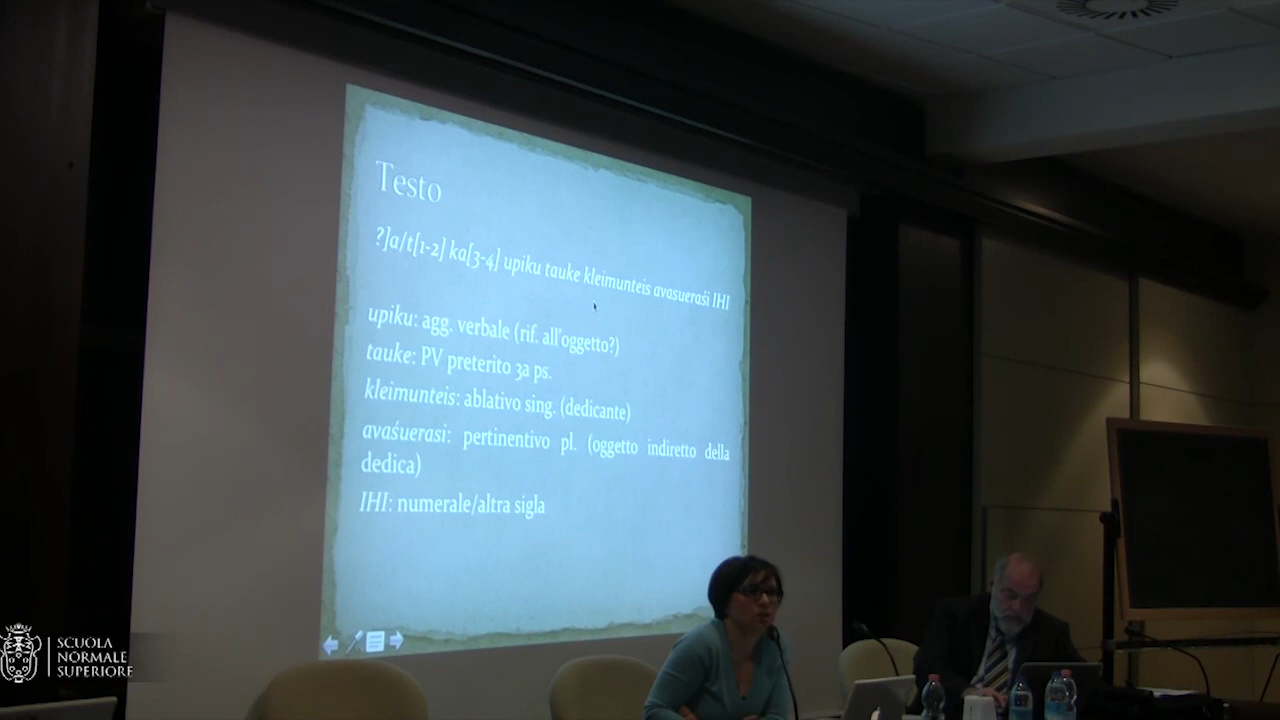 Testo
?]a/t[1-2] ka[3-4] upiku tauke kleimunteis avasueraśi IHI
upiku: agg. verbale (rif. all'oggetto?)
tauke: PV preterito 3a ps.
kleimunteis: ablativo sing. (dedicante)
avaśuerasi: pertinentivo pl. (oggetto indiretto della
dedica)
IHI: numerale/altra sigla
SCUOLA
NORMALE
SUPERIORE